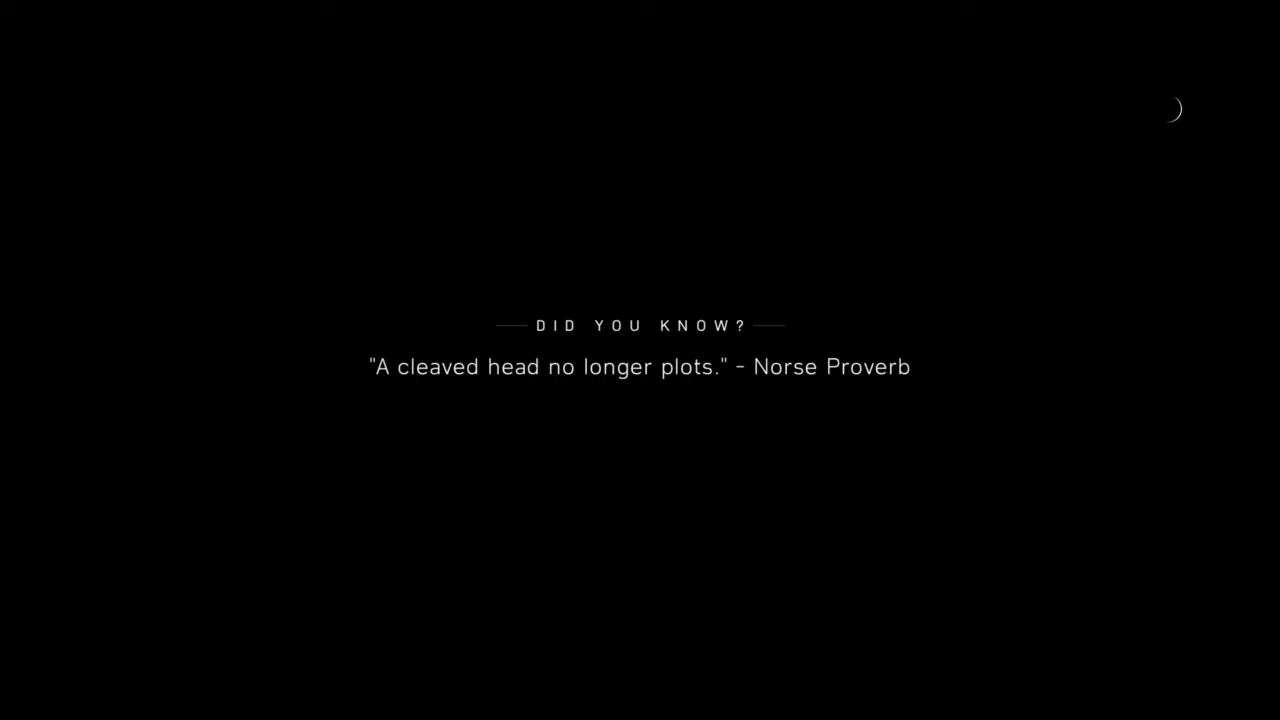 DID YOU KNOW?
"A cleaved head no longer plots." - Norse Proverb